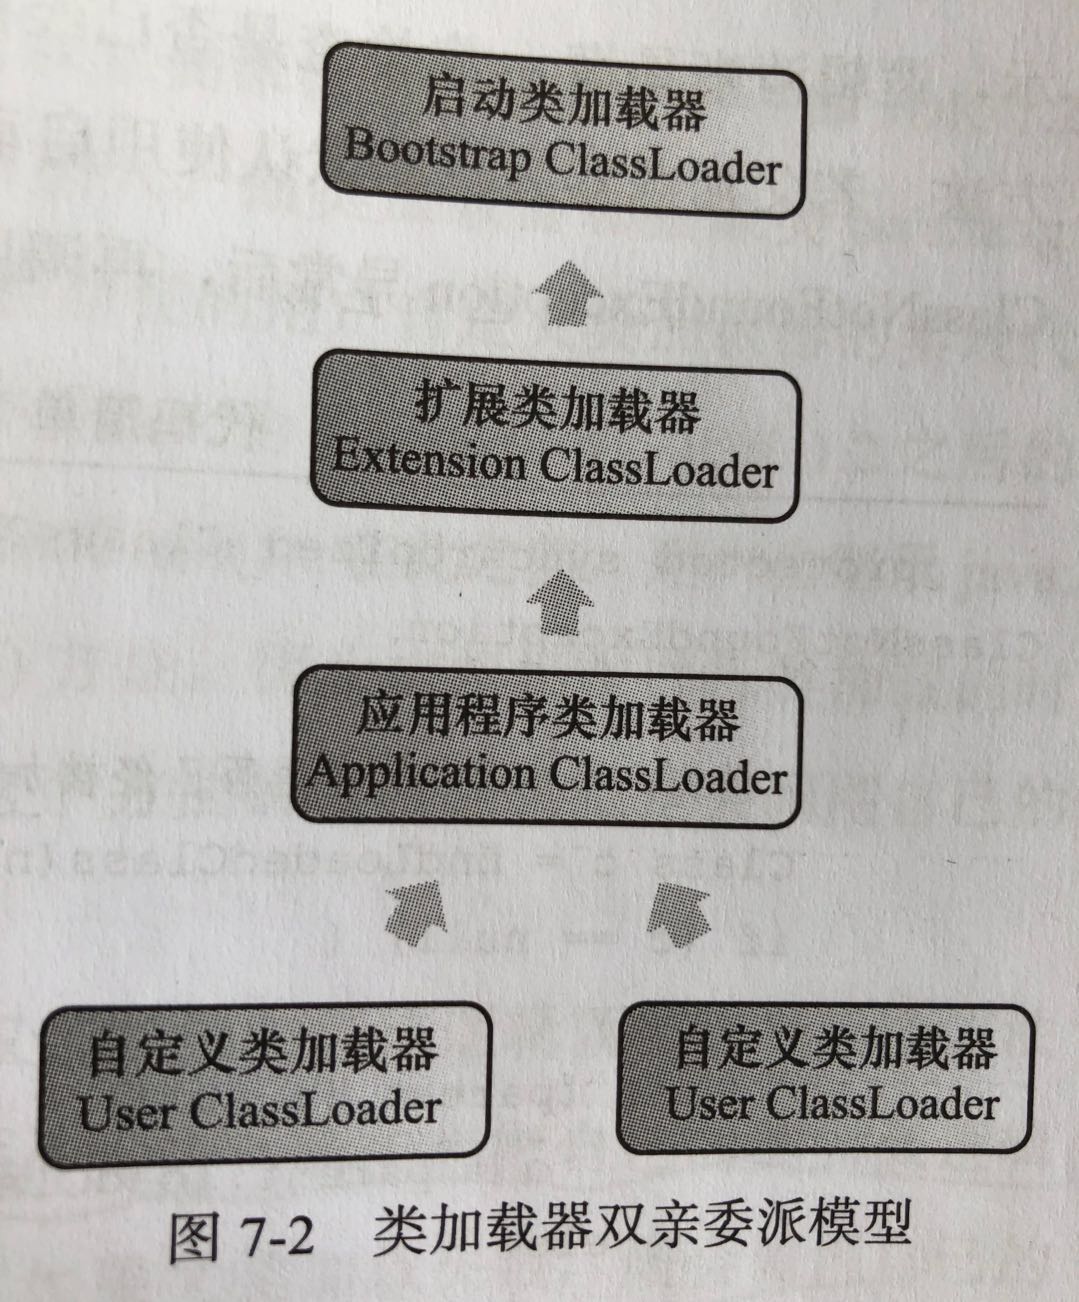 启动类加载器
Bootstrap ClassLoader
扩展类加载器
Extension ClassLoader
应用程序类加载器
Application ClassLoader
自定义类加载器
User ClassLoader
自定义类加载器
User ClassLoader
图 7-2 类加载器双亲委派模型